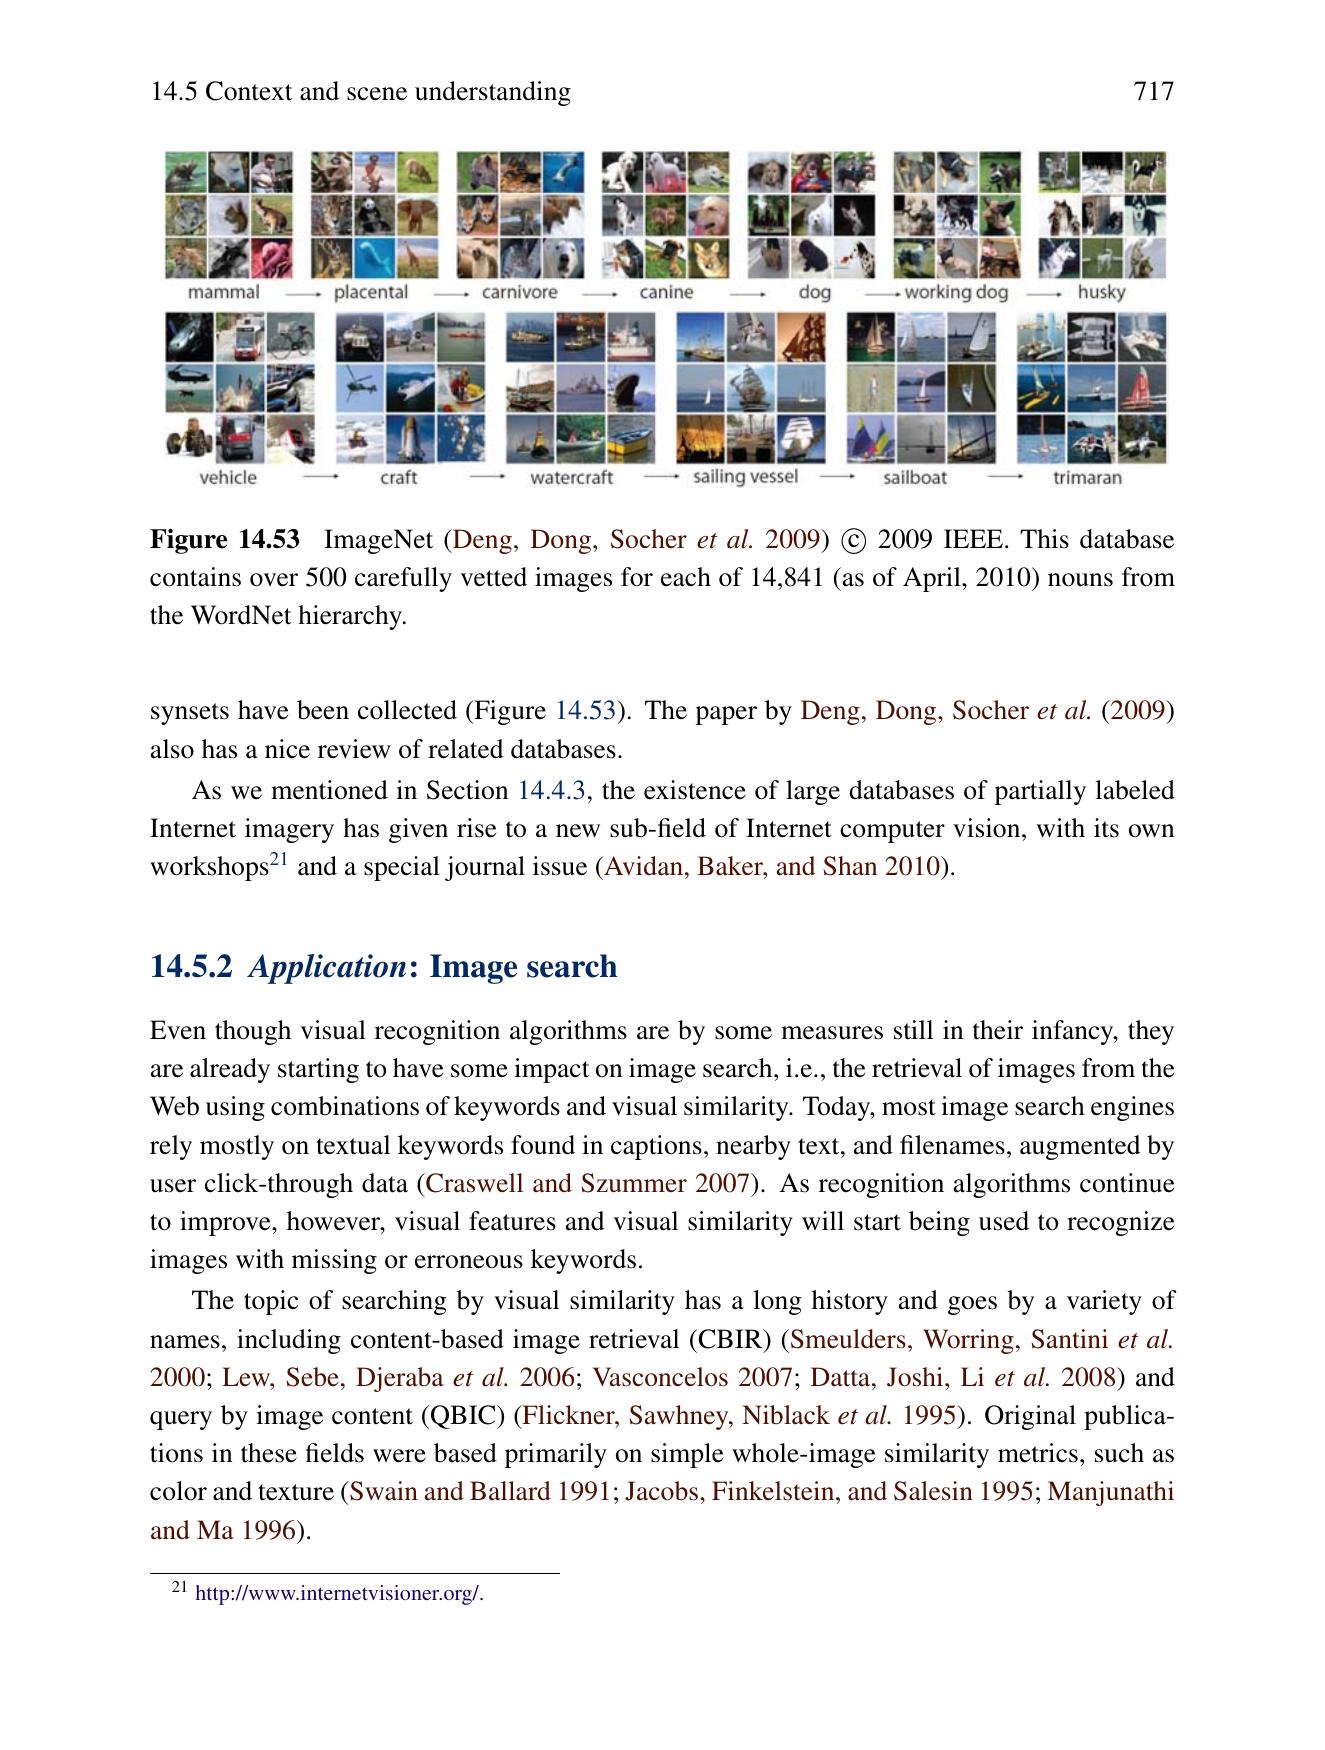 14.5 Context and scene understanding 717
mammal → placental → carnivore → canine → dog → working dog → husky
vehicle → craft → watercraft → sailing vessel → sailboat → trimaran
Figure 14.53 ImageNet (Deng, Dong, Socher et al. 2009) © 2009 IEEE. This database
contains over 500 carefully vetted images for each of 14,841 (as of April, 2010) nouns from
the WordNet hierarchy.
synsets have been collected (Figure 14.53). The paper by Deng, Dong, Socher et al. (2009)
also has a nice review of related databases.
As we mentioned in Section 14.4.3, the existence of large databases of partially labeled
Internet imagery has given rise to a new sub-field of Internet computer vision, with its own
workshops21 and a special journal issue (Avidan, Baker, and Shan 2010).
14.5.2 Application: Image search
Even though visual recognition algorithms are by some measures still in their infancy, they
are already starting to have some impact on image search, i.e., the retrieval of images from the
Web using combinations of keywords and visual similarity. Today, most image search engines
rely mostly on textual keywords found in captions, nearby text, and filenames, augmented by
user click-through data (Craswell and Szummer 2007). As recognition algorithms continue
to improve, however, visual features and visual similarity will start being used to recognize
images with missing or erroneous keywords.
The topic of searching by visual similarity has a long history and goes by a variety of
names, including content-based image retrieval (CBIR) (Smeulders, Worring, Santini et al.
2000; Lew, Sebe, Djeraba et al. 2006; Vasconcelos 2007; Datta, Joshi, Li et al. 2008) and
query by image content (QBIC) (Flickner, Sawhney, Niblack et al. 1995). Original publica-
tions in these fields were based primarily on simple whole-image similarity metrics, such as
color and texture (Swain and Ballard 1991; Jacobs, Finkelstein, and Salesin 1995; Manjunathi
and Ma 1996).
21 http://www.internetvisioner.org/.